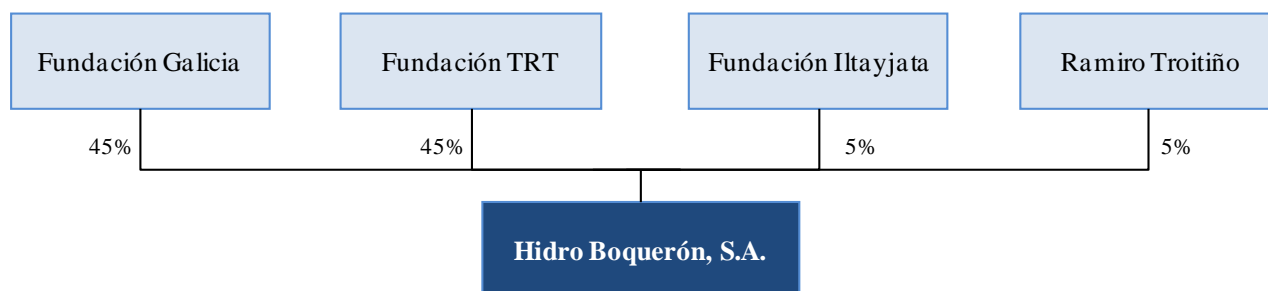 Fundación Galicia
Fundación TRT
Fundación Iltayjata
Ramiro Troitiño
45%
45%
5%
5%
Hidro Boquerón, S.A.